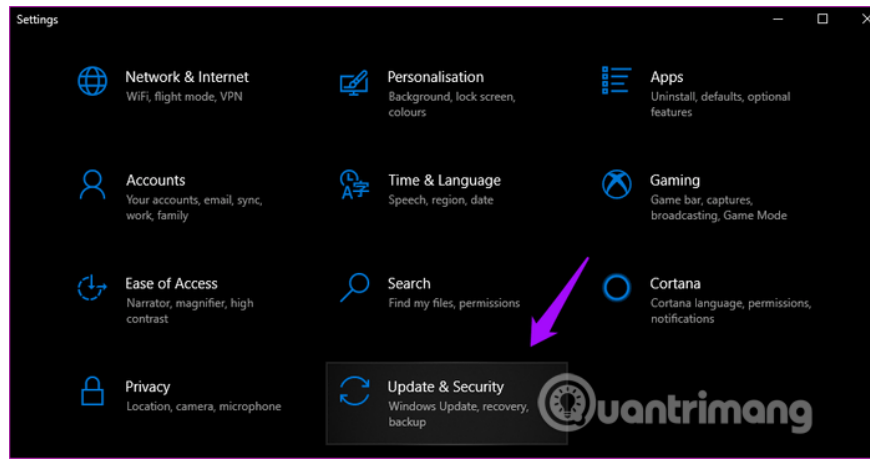 Settings
Network & Internet
WiFi, flight mode, VPN
Personalisation
Background, lock screen,
colours
Apps
Uninstall, defaults, optional
features
Accounts
Your accounts, email, sync,
work, family
Time & Language
Speech, region, date
Gaming
Game bar, captures,
broadcasting, Game Mode
Ease of Access
Narrator, magnifier, high
contrast
Search
Find my files, permissions
Cortana
Cortana language, permissions,
notifications
Privacy
Location, camera, microphone
Update & Security
Windows Update, recovery,
backup
Quantrimang